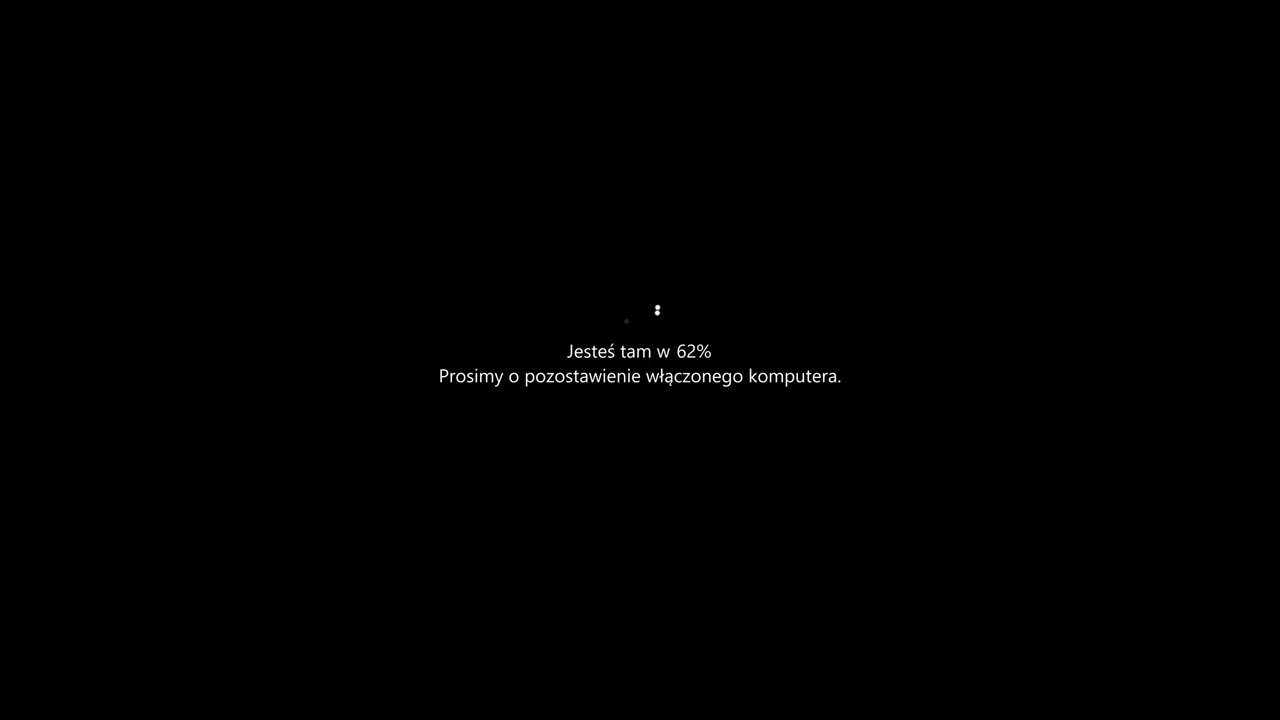 Jesteś tam w 62%
Prosimy o pozostawienie włączonego komputera.